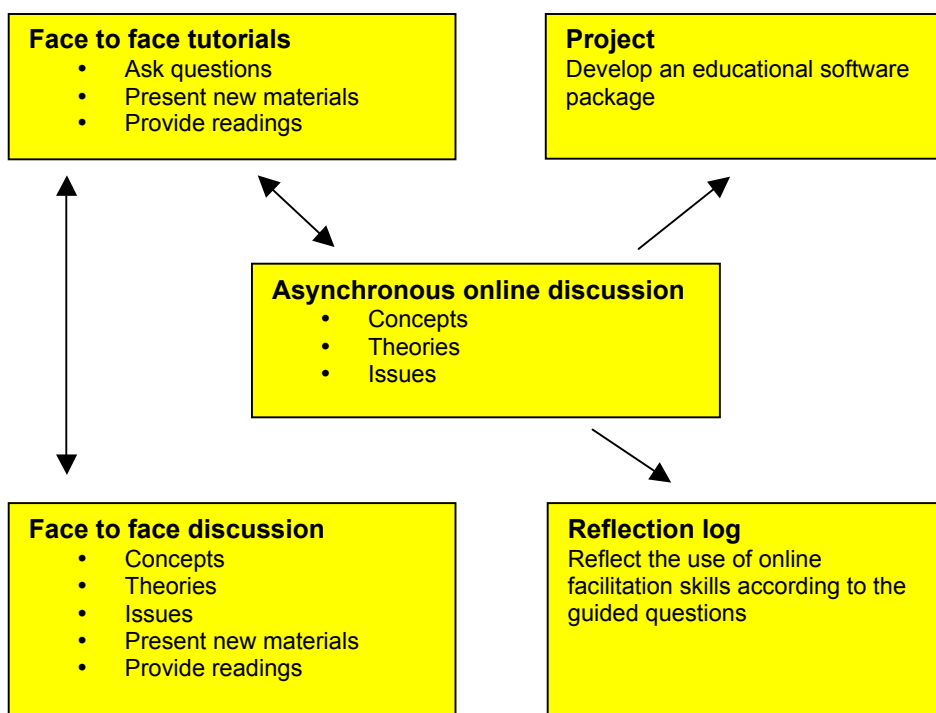 Face to face tutorials
• Ask questions
• Present new materials
• Provide readings
Project
Develop an educational software
package
Asynchronous online discussion
• Concepts
• Theories
• Issues
Face to face discussion
• Concepts
• Theories
• Issues
• Present new materials
• Provide readings
Reflection log
Reflect the use of online
facilitation skills according to the
guided questions